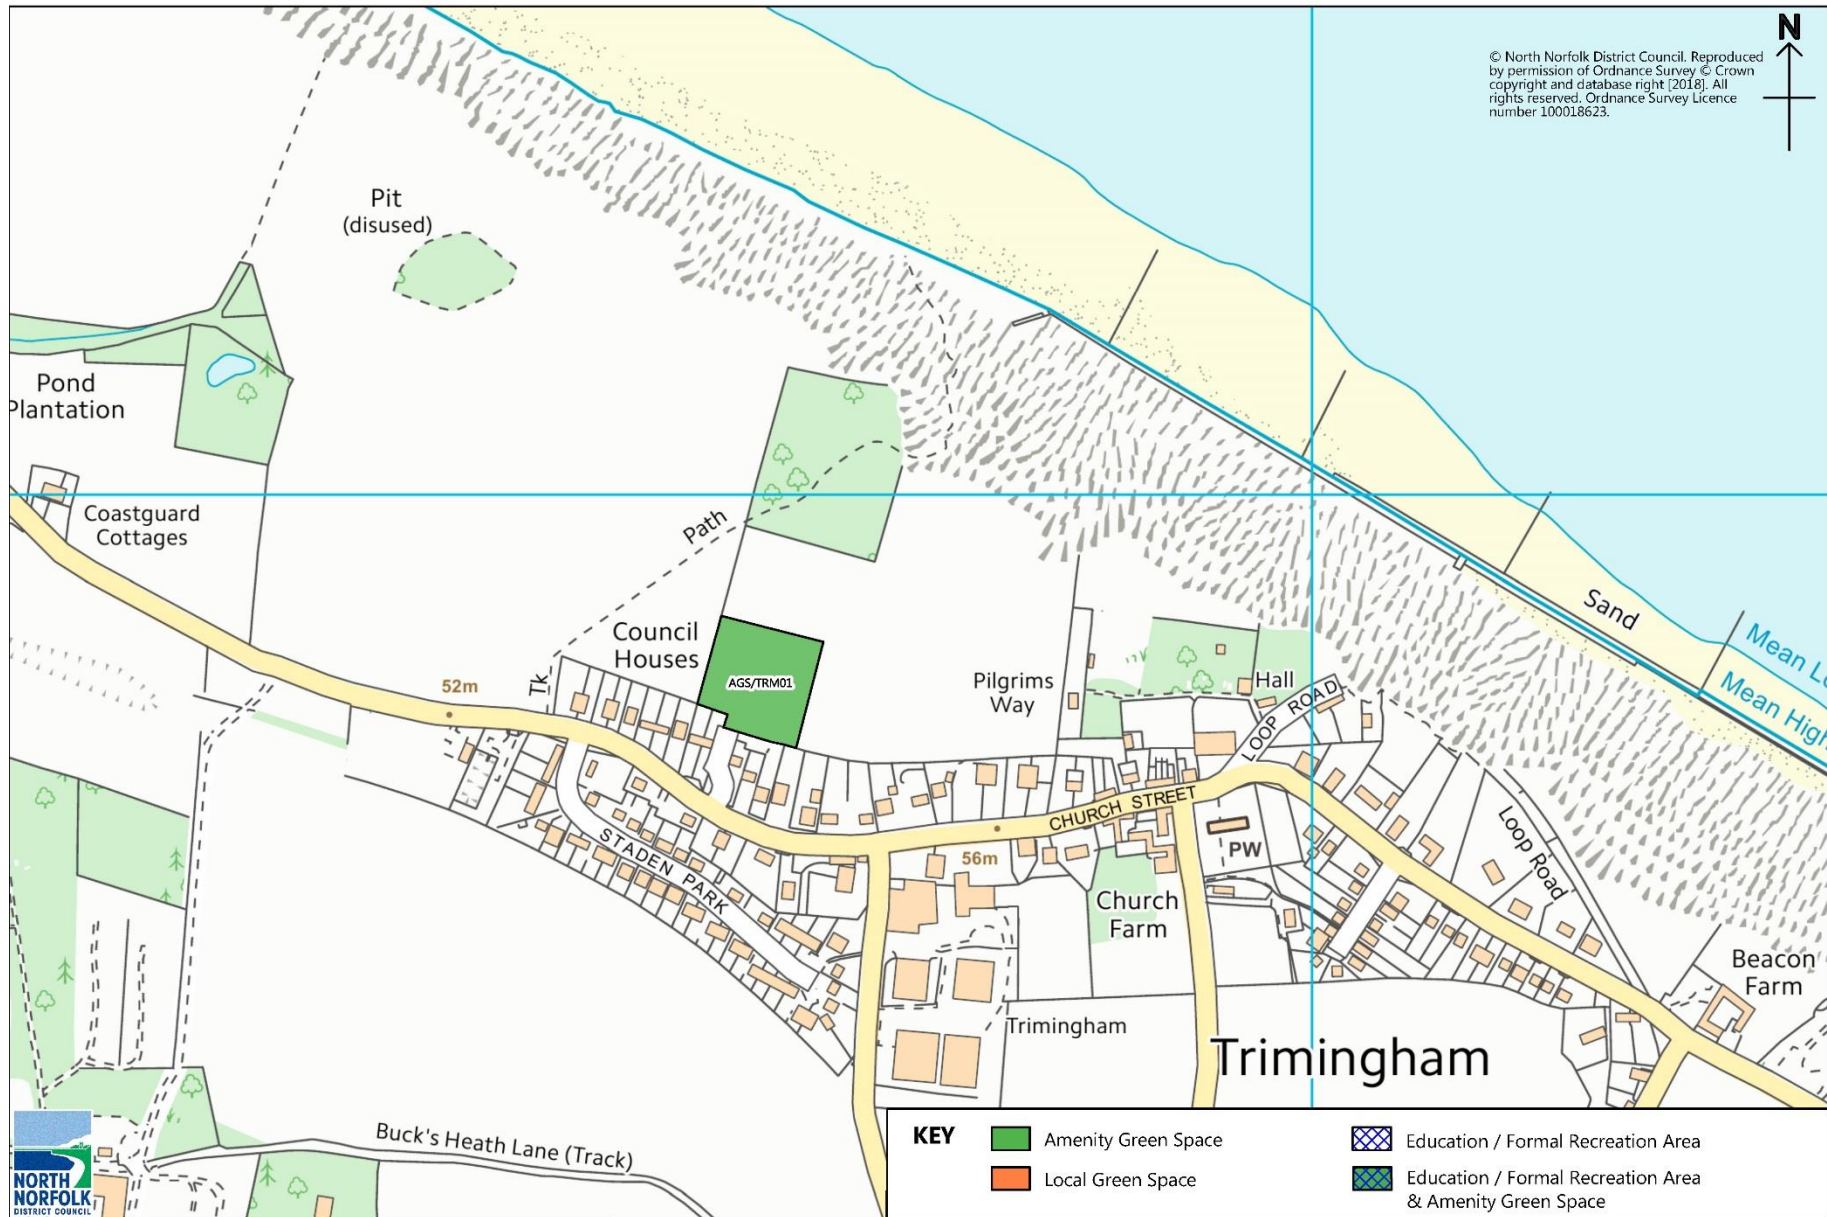 N
© North Norfolk District Council. Reproduced
by permission of Ordnance Survey © Crown
copyright and database right [2018]. All
rights reserved. Ordnance Survey Licence
number 100018623.
Pit
(disused)
Pond
Plantation
Coastguard
Cottages
Path
Sand
Mean
Mean High
Council
Houses
AGS/TRM01
Tk
52m
Pilgrims
Way
Hall
LOOP ROAD
CHURCH STREET
56m
STADEN PARK
PW
Loop Road
Church
Farm
Beacon
Farm
Trimingham
Trimingham
Buck's Heath Lane (Track)
NORTH
NORFOLK
DISTRICT COUNCIL
KEY
Amenity Green Space
Local Green Space
Education / Formal Recreation Area
Education / Formal Recreation Area
& Amenity Green Space